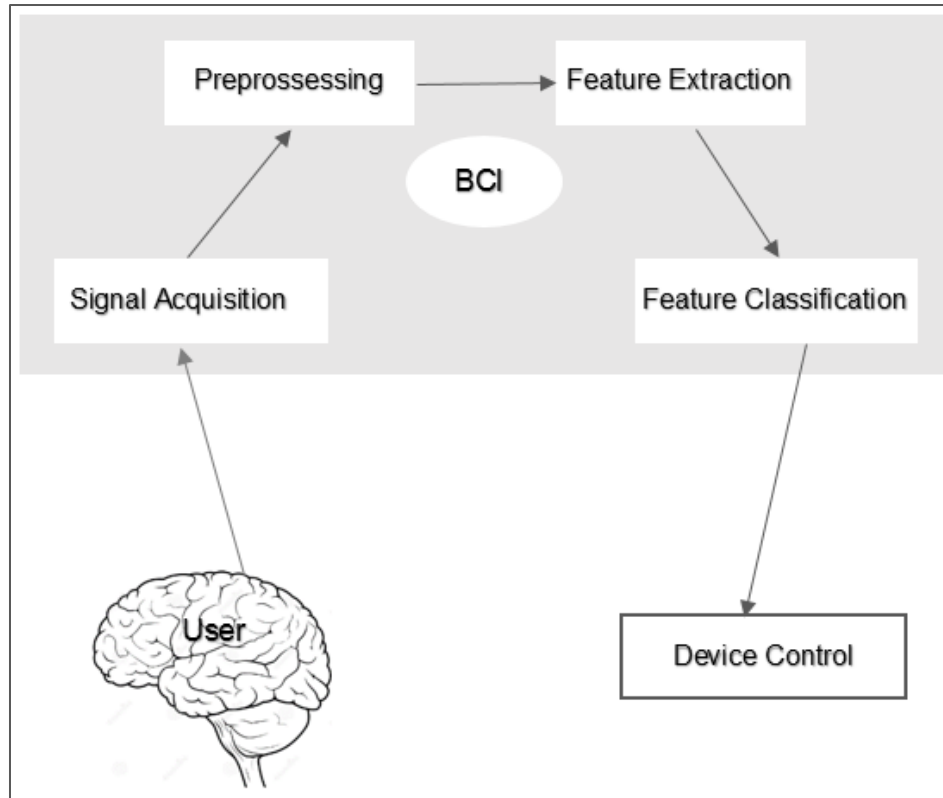 Preprossessing
Feature Extraction
BCI
Signal Acquisition
Feature Classification
User
Device Control